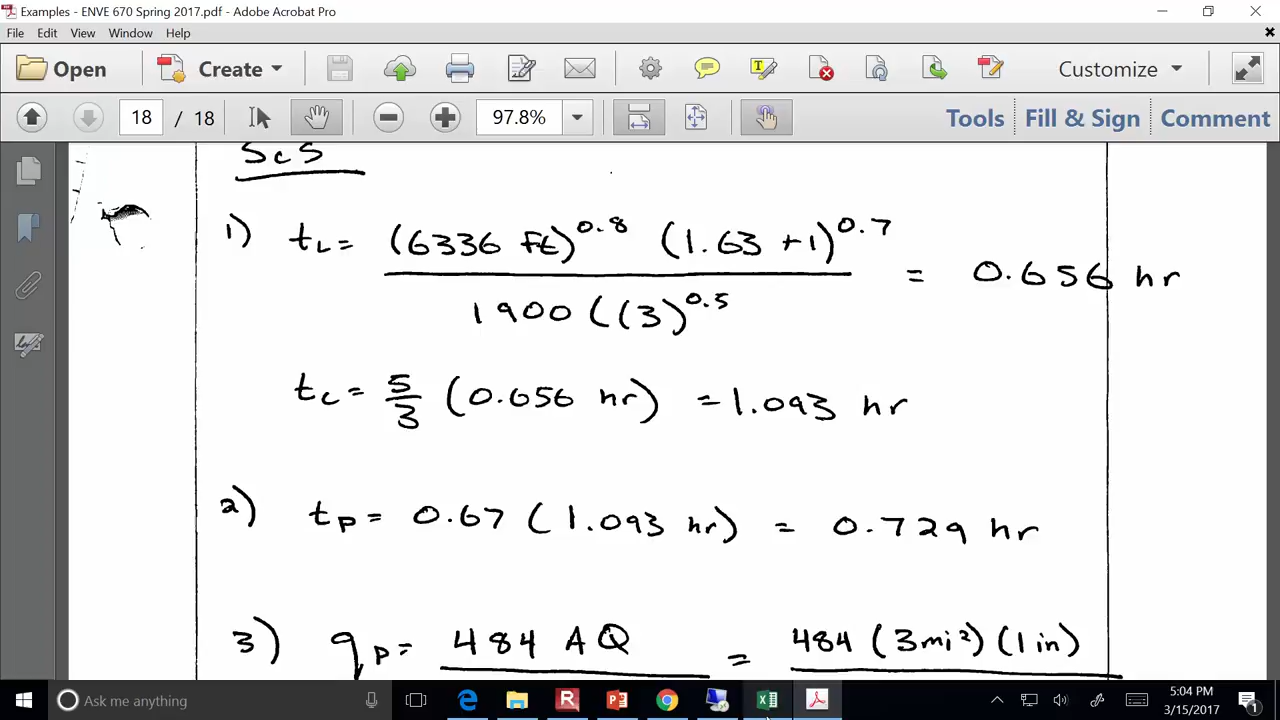 Examples - ENVE 670 Spring 2017.pdf - Adobe Acrobat Pro
File Edit View Window Help
Open Create Customize
18 / 18 97.8% Tools Fill & Sign Comment
SCS
1) tL = (6336 ft)^0.8 (1.63 + 1)^0.7 = 0.656 hr
1900 ((3)^0.5
tc = 5/3 (0.656 hr) = 1.093 hr
2) tp = 0.67 (1.093 hr) = 0.729 hr
3) qp = 484 A Q = 484 (3mi²) (1 in)
Ask me anything
5:04 PM
3/15/2017